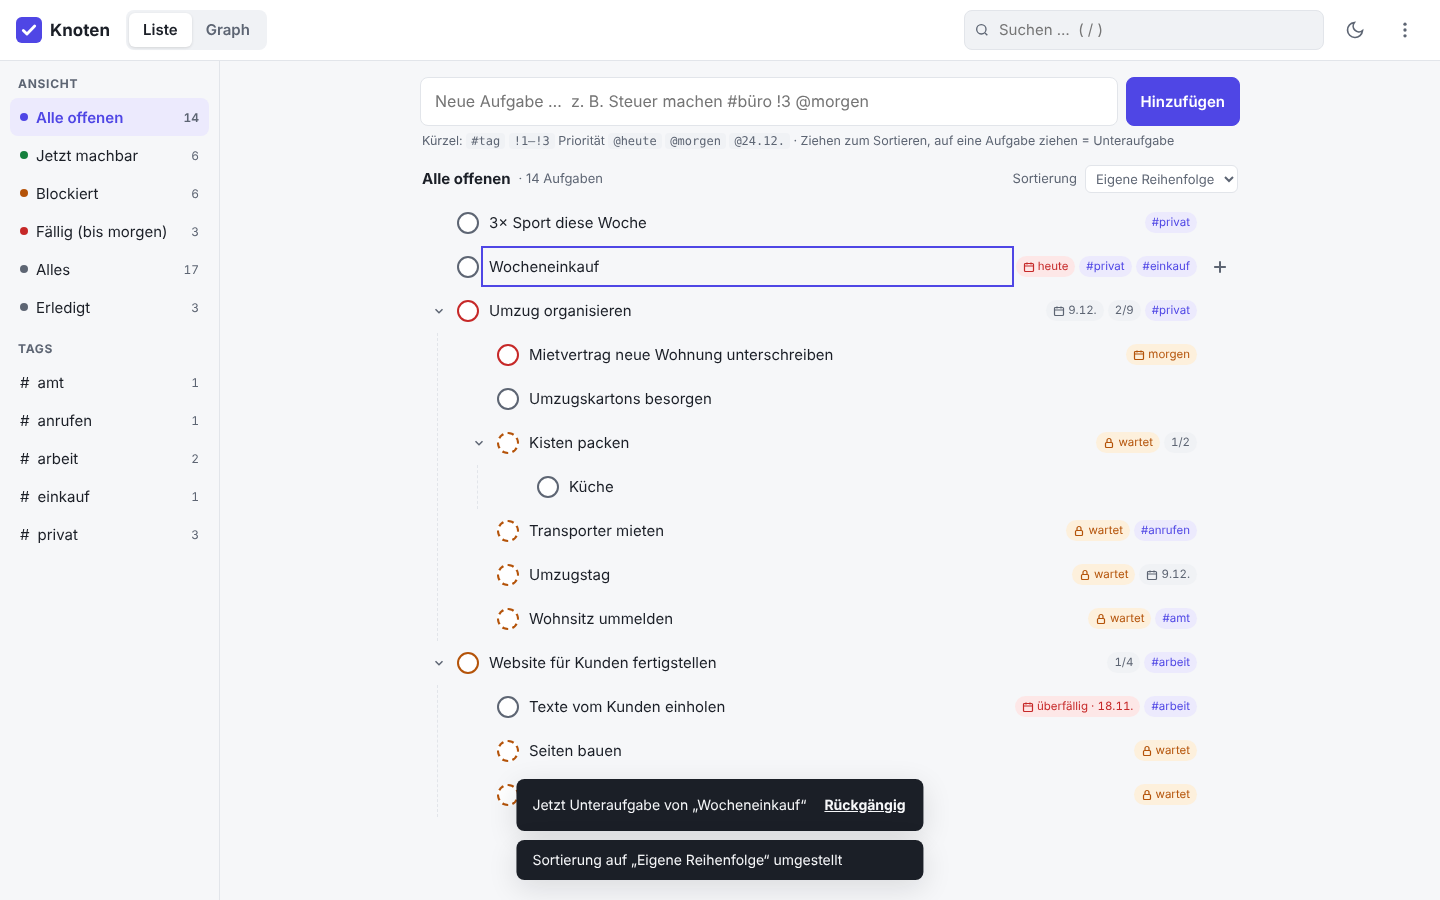 Knoten
Liste
Graph
Suchen … ( / )
ANSICHT
Alle offenen 14
Jetzt machbar 6
Blockiert 6
Fällig (bis morgen) 3
Alles 17
Erledigt 3
TAGS
# amt 1
# anrufen 1
# arbeit 2
# einkauf 1
# privat 3
Neue Aufgabe … z. B. Steuer machen #büro !3 @morgen
Hinzufügen
Kürzel: #tag !1–!3 Priorität @heute @morgen @24.12. · Ziehen zum Sortieren, auf eine Aufgabe ziehen = Unteraufgabe
Alle offenen · 14 Aufgaben
Sortierung Eigene Reihenfolge
3× Sport diese Woche #privat
Wocheneinkauf heute #privat #einkauf
Umzug organisieren 9.12. 2/9 #privat
Mietvertrag neue Wohnung unterschreiben morgen
Umzugskartons besorgen
Kisten packen wartet 1/2
Küche
Transporter mieten wartet #anrufen
Umzugstag wartet 9.12.
Wohnsitz ummelden wartet #amt
Website für Kunden fertigstellen 1/4 #arbeit
Texte vom Kunden einholen überfällig · 18.11. #arbeit
Seiten bauen wartet
wartet
Jetzt Unteraufgabe von „Wocheneinkauf“ Rückgängig
Sortierung auf „Eigene Reihenfolge“ umgestellt